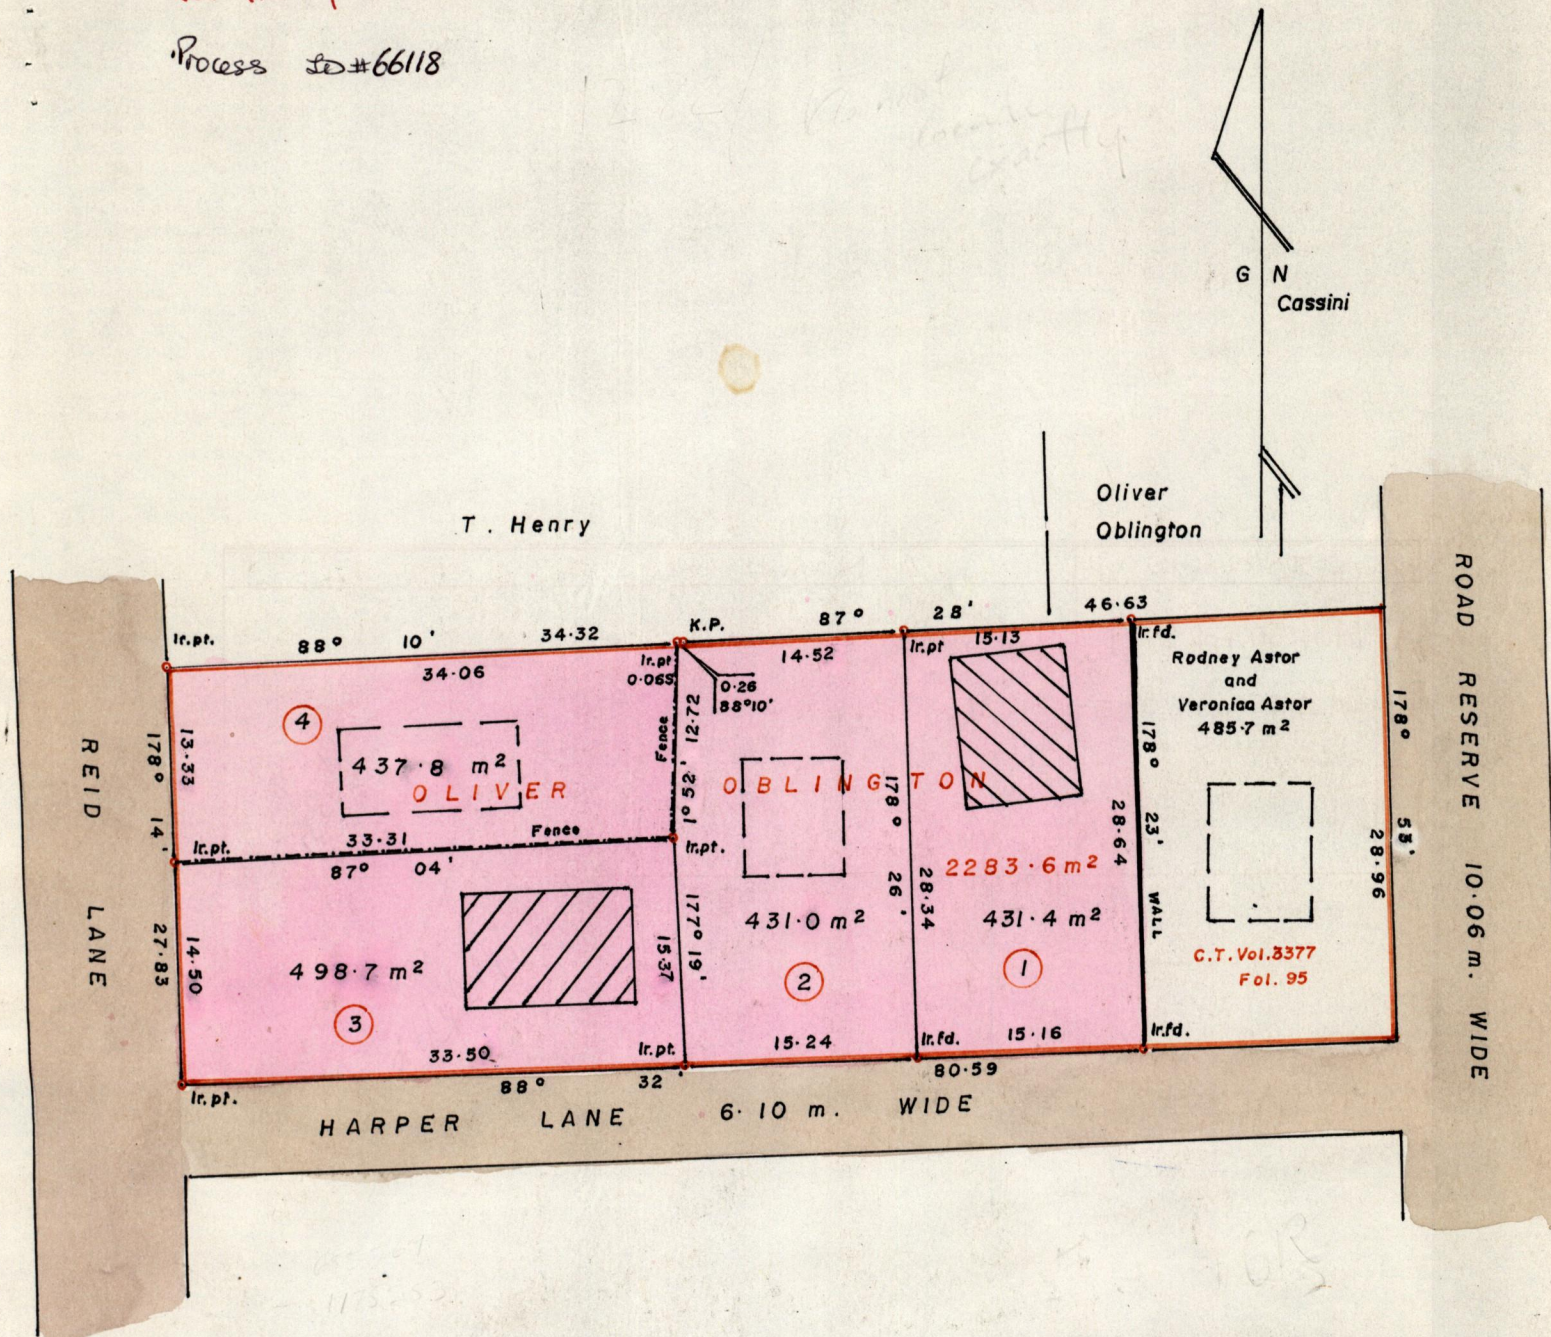 Process ID#66118
G N
Cassini
Oliver
Oblington
T. Henry
REID LANE
ROAD RESERVE 10·06 m. WIDE
Ir.pt.
88° 10'
34·32
K.P.
87° 28'
46·63
34·06
Ir.pt
0·06S
0·26
88°10'
14·52
Ir.pt
15·13
Ir.fd.
Rodney Astor
and
Veronica Astor
485·7 m²
4
437·8 m²
OLIVER OBLINGTON
178° 14'
13·33
27·83
14·50
Fence
12·72
1° 52'
Ir.pt.
33·31
Fence
87° 04'
Ir.pt.
177° 19'
15·37
178° 26'
28·34
2283·6 m²
28·64
178° 23'
WALL
178° 53'
28·96
498·7 m²
3
431·0 m²
2
431·4 m²
1
C.T. Vol.3377
Fol. 95
33·50
Ir.pt.
15·24
Ir.fd.
15·16
Ir.fd.
Ir.pt.
88° 32'
80·59
HARPER LANE 6·10 m. WIDE